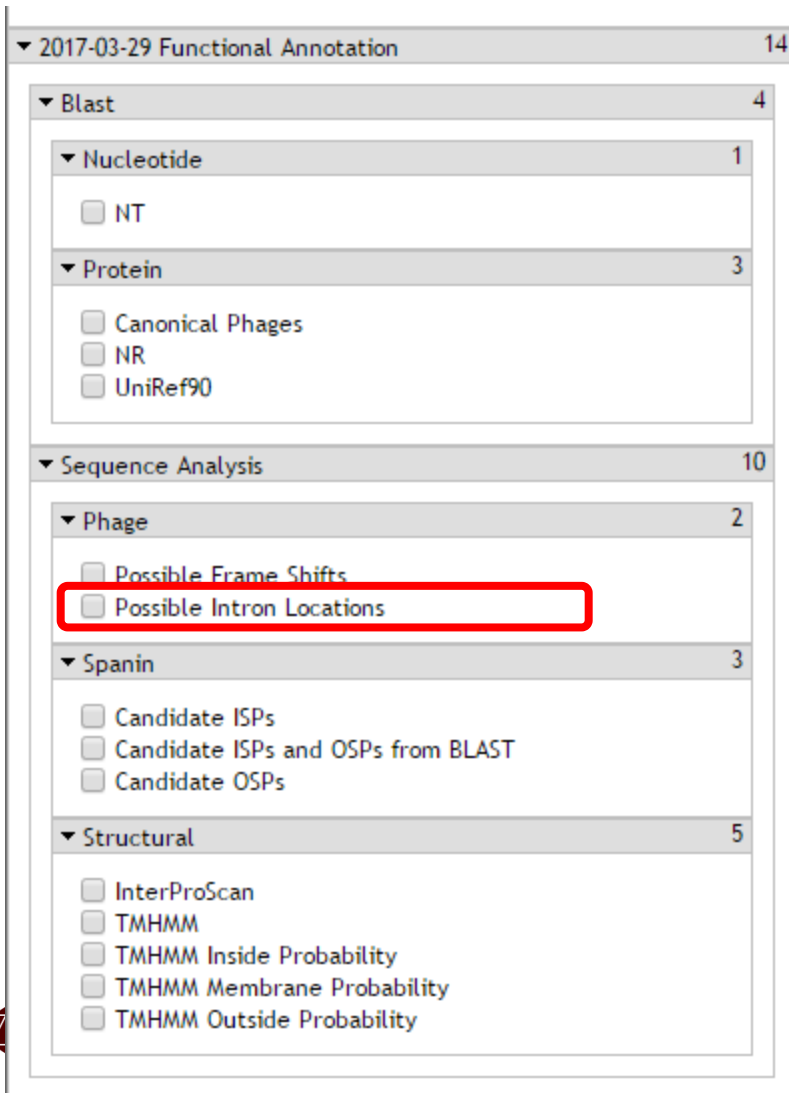 2017-03-29 Functional Annotation 14
Blast 4
Nucleotide 1
NT
Protein 3
Canonical Phages
NR
UniRef90
Sequence Analysis 10
Phage 2
Possible Frame Shifts
Possible Intron Locations
Spanin 3
Candidate ISPs
Candidate ISPs and OSPs from BLAST
Candidate OSPs
Structural 5
InterProScan
TMHMM
TMHMM Inside Probability
TMHMM Membrane Probability
TMHMM Outside Probability